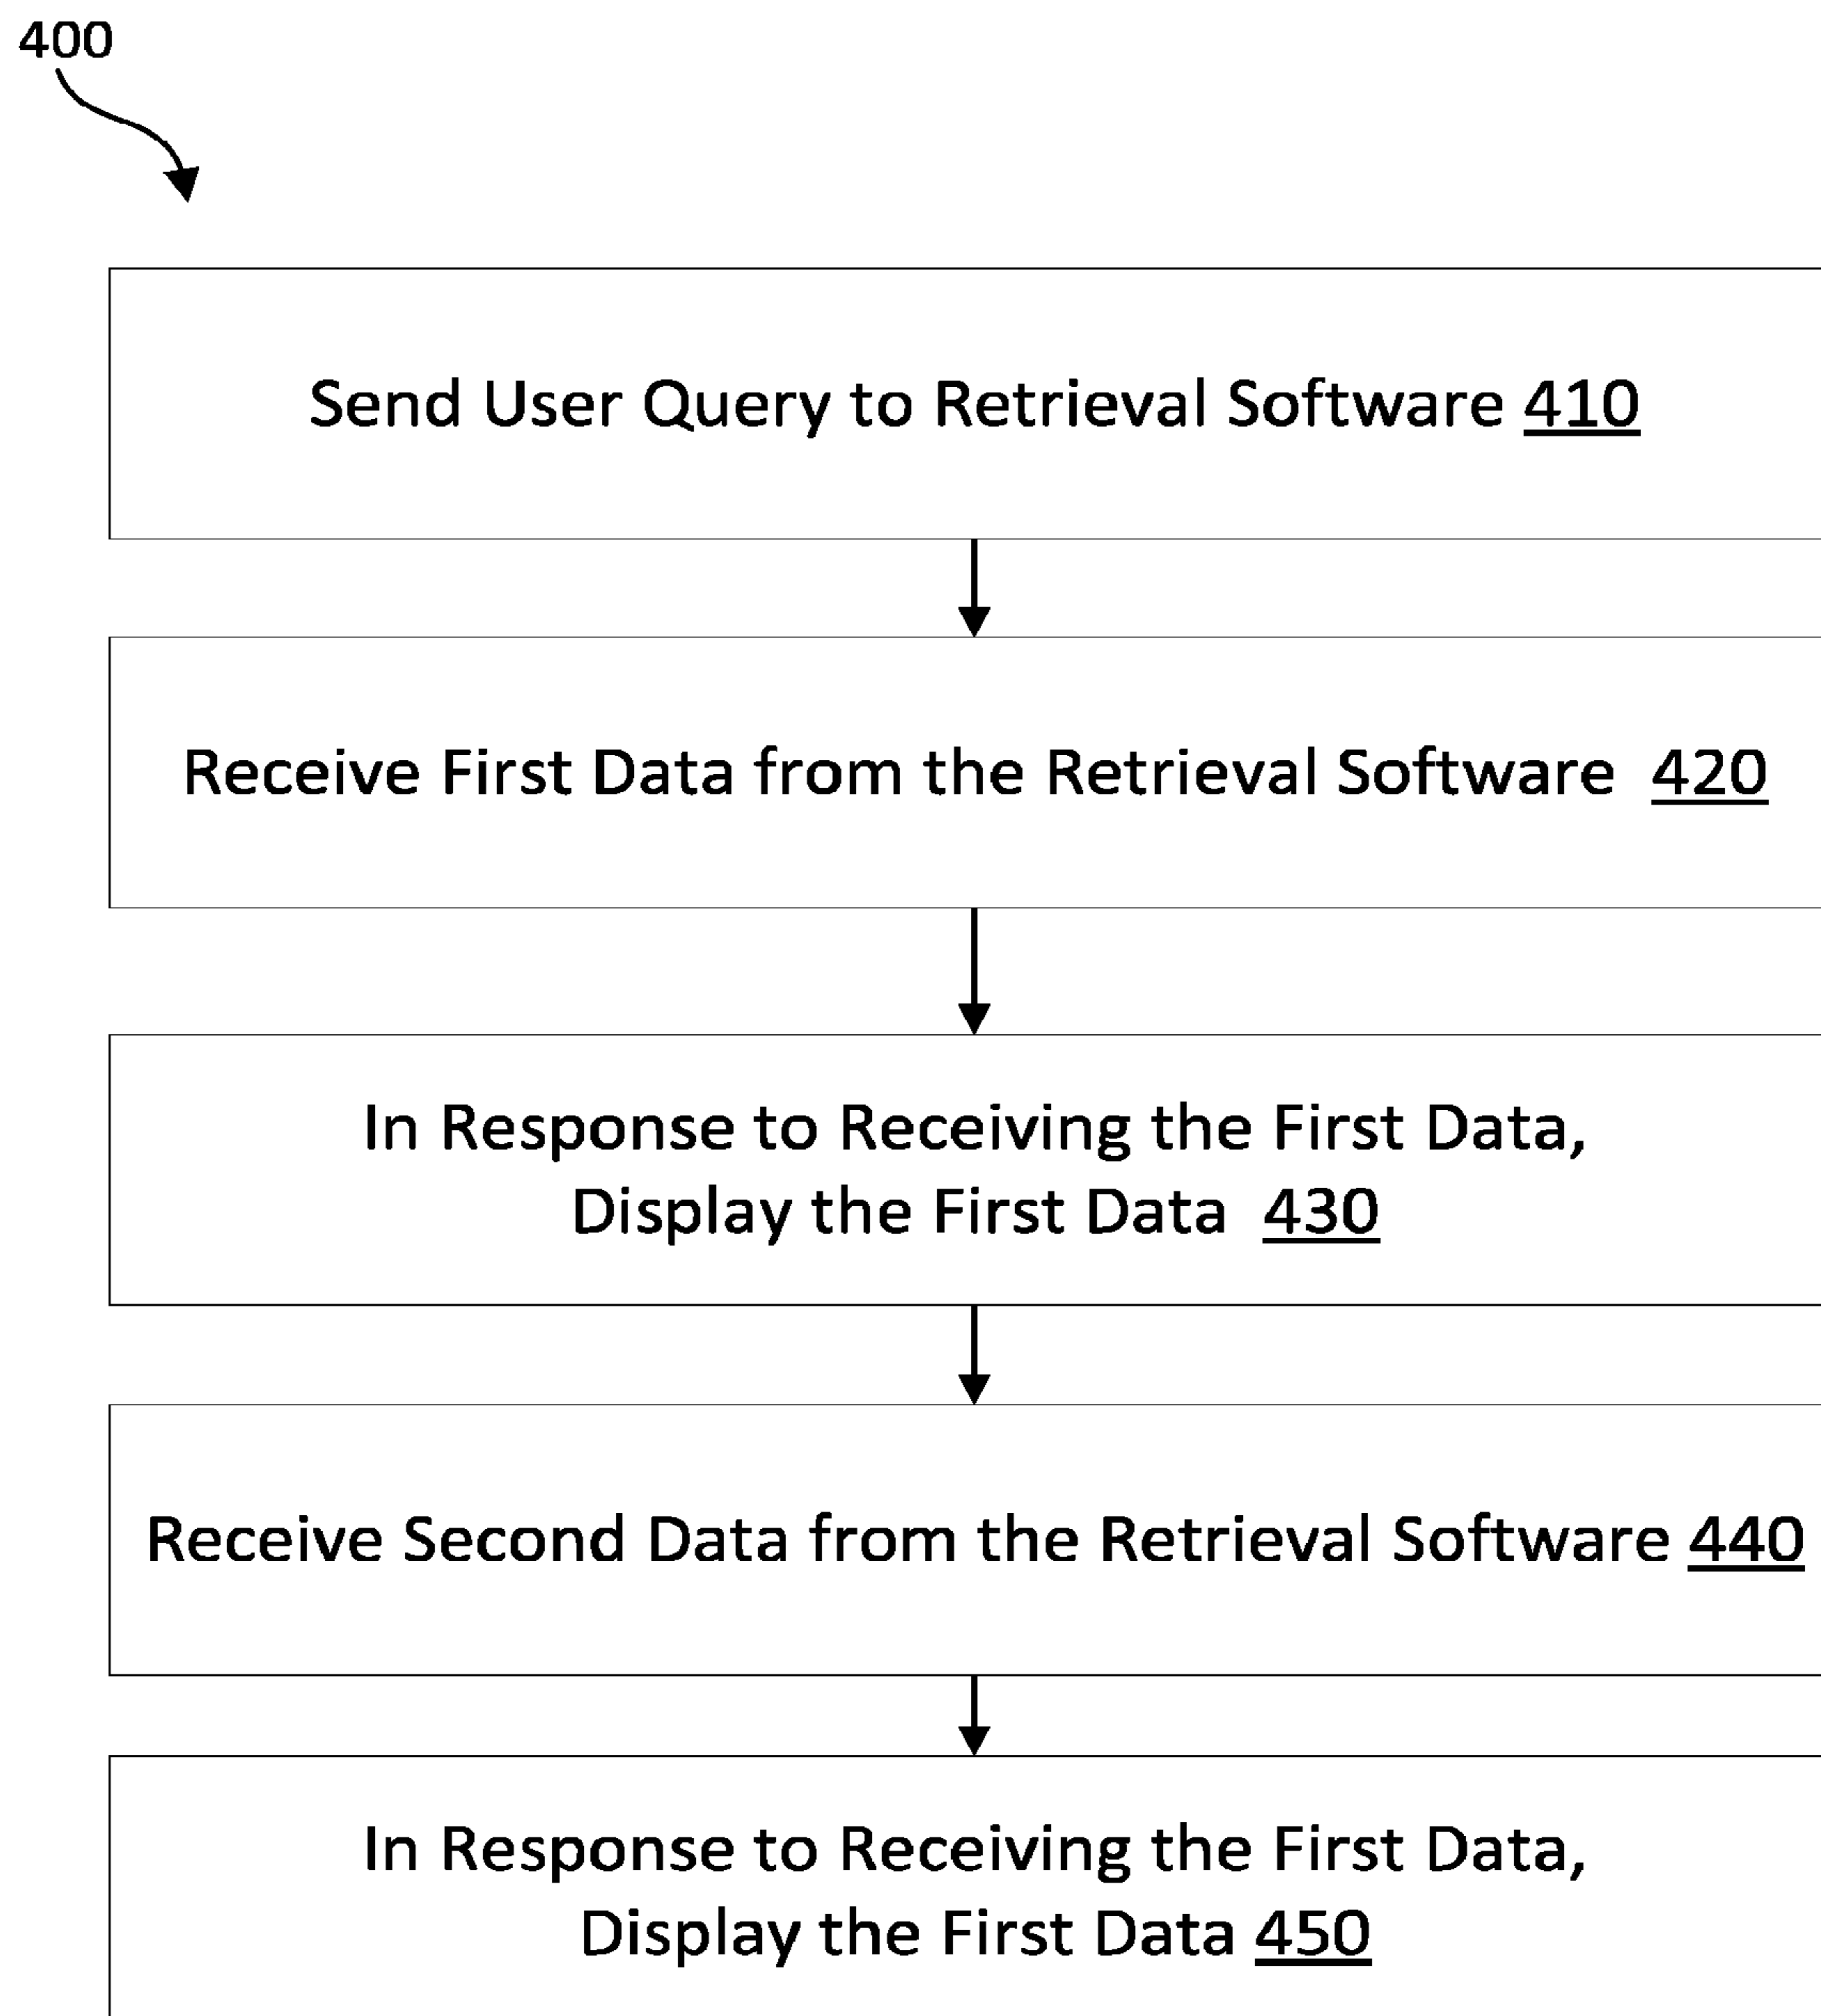 400
Send User Query to Retrieval Software 410
Receive First Data from the Retrieval Software 420
In Response to Receiving the First Data,
Display the First Data 430
Receive Second Data from the Retrieval Software 440
In Response to Receiving the First Data,
Display the First Data 450